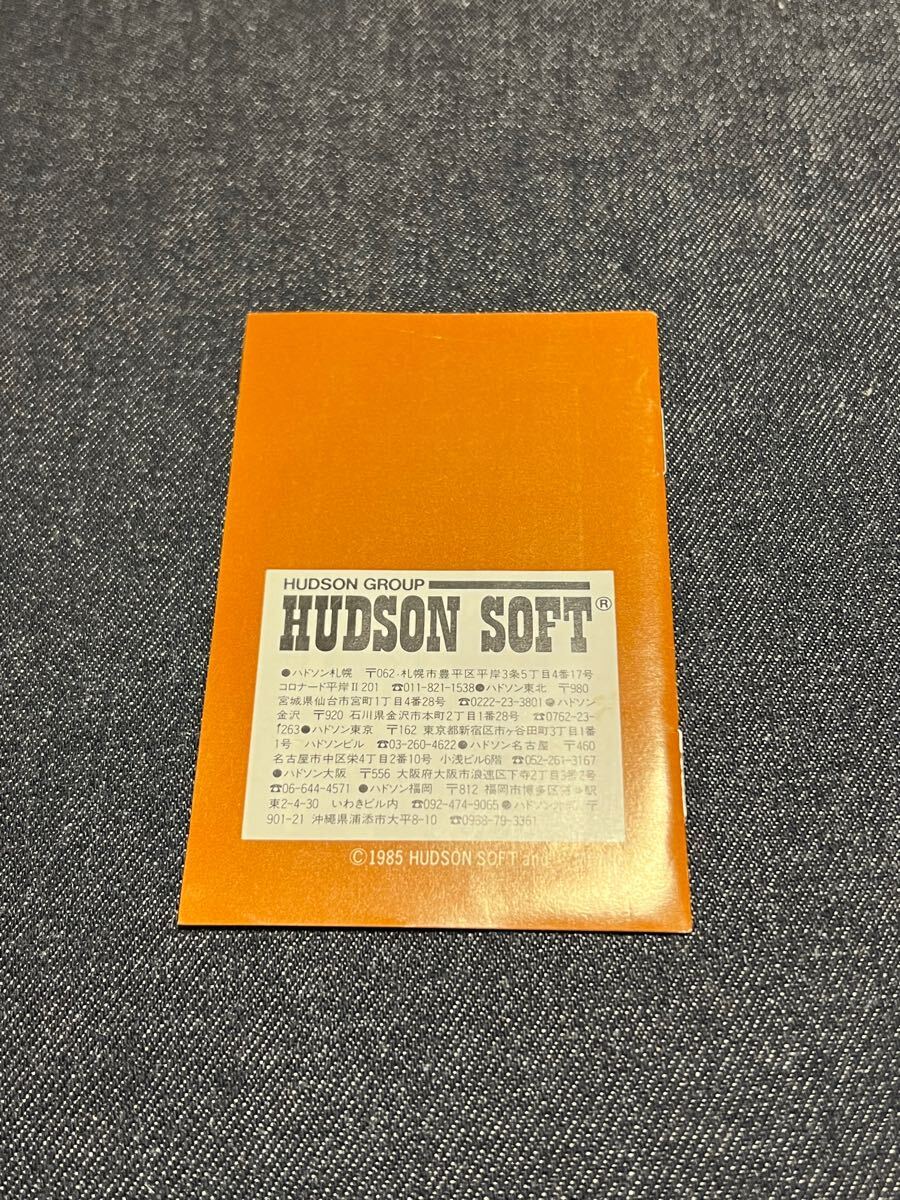 HUDSON GROUP
HUDSON SOFT®
●ハドソン札幌 〒062 札幌市豊平区平岸3条5丁目4番17号
コロナード平岸II 201 ☎011-821-1538●ハドソン東北 〒980
宮城県仙台市宮町1丁目4番28号 ☎0222-23-3801●ハドソン
金沢 〒920 石川県金沢市本町2丁目1番28号 ☎0762-23-
1263●ハドソン東京 〒162 東京都新宿区市ヶ谷田町3丁目1番
1号 ハドソンビル ☎03-260-4622●ハドソン名古屋 〒460
名古屋市中区栄4丁目2番10号 小浅ビル6階 ☎052-261-3167
●ハドソン大阪 〒556 大阪府大阪市浪速区下寺2丁目3番2号
☎06-644-4571 ●ハドソン福岡 〒812 福岡市博多区 駅
東2-4-30 いわきビル内 ☎092-474-9065●ハドソン 〒
901-21 沖縄県浦添市大平8-10 ☎0988-79-3361
©1985 HUDSON SOFT and